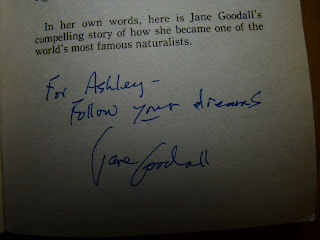 In her own words, here is Jane Goodall's
compelling story of how she became one of the
world's most famous naturalists.
For Ashley -
Follow your dreams
Jane Goodall